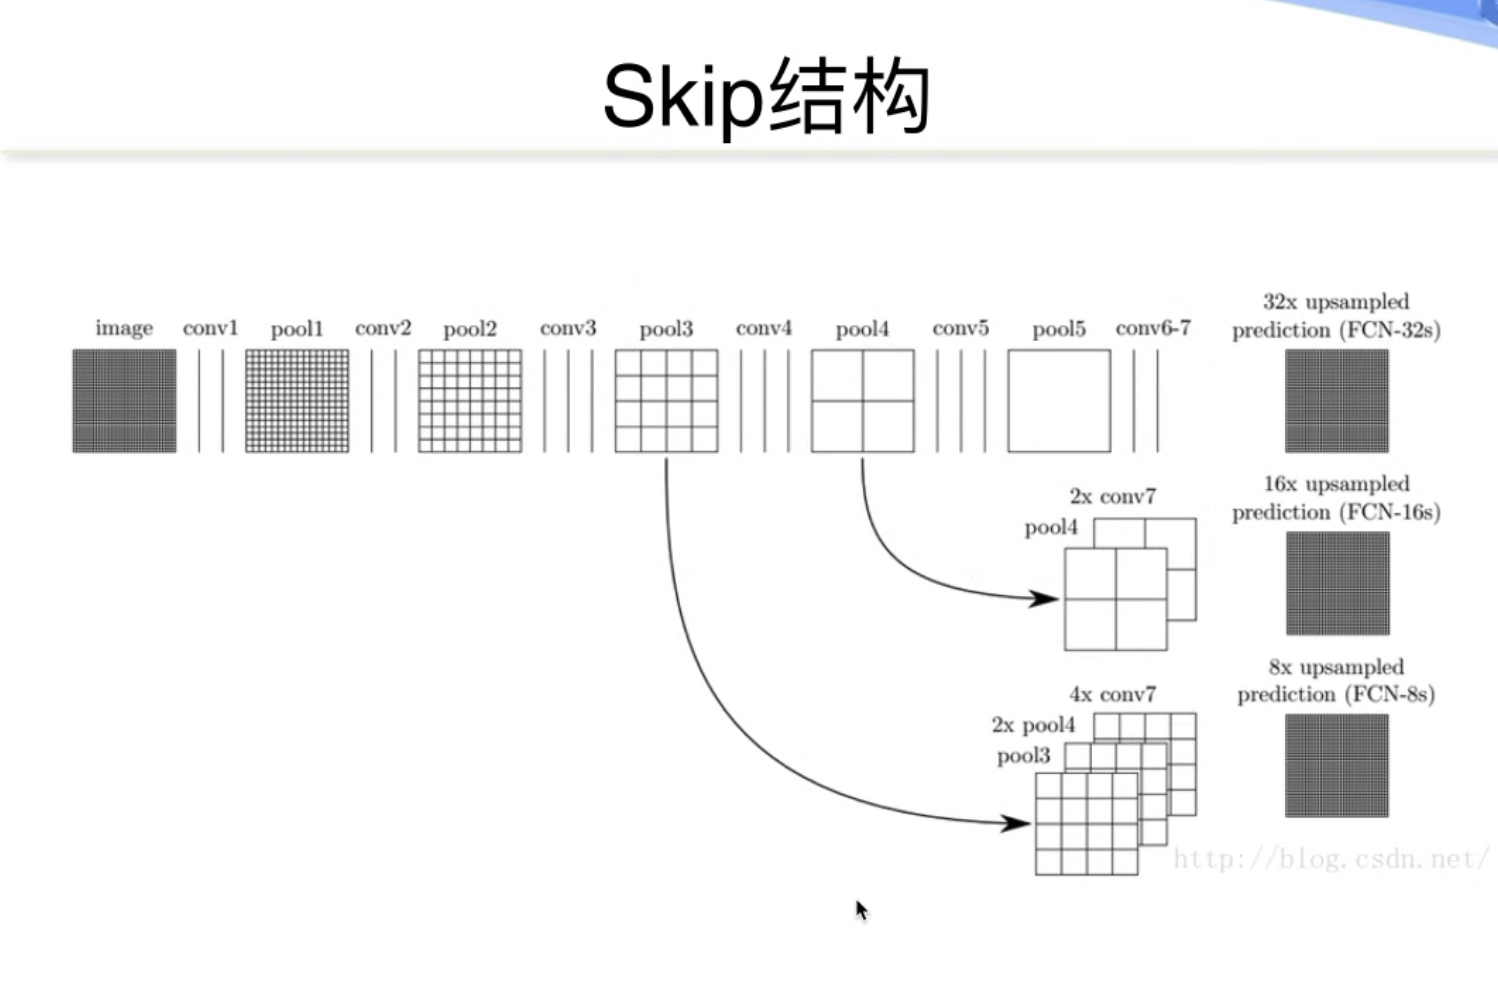 Skip结构
image
conv1
pool1
conv2
pool2
conv3
pool3
conv4
pool4
conv5
pool5
conv6-7
32x upsampled
prediction (FCN-32s)
2x conv7
pool4
16x upsampled
prediction (FCN-16s)
4x conv7
2x pool4
pool3
8x upsampled
prediction (FCN-8s)
http://blog.csdn.net/